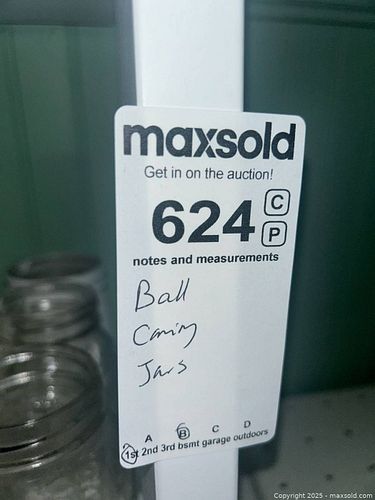 maxsold
Get in on the auction!
624 C
P
notes and measurements
Ball
Caning
Jars
A B C D
1st 2nd 3rd bsmt garage outdoors
Copyright 2025 - maxsold.com